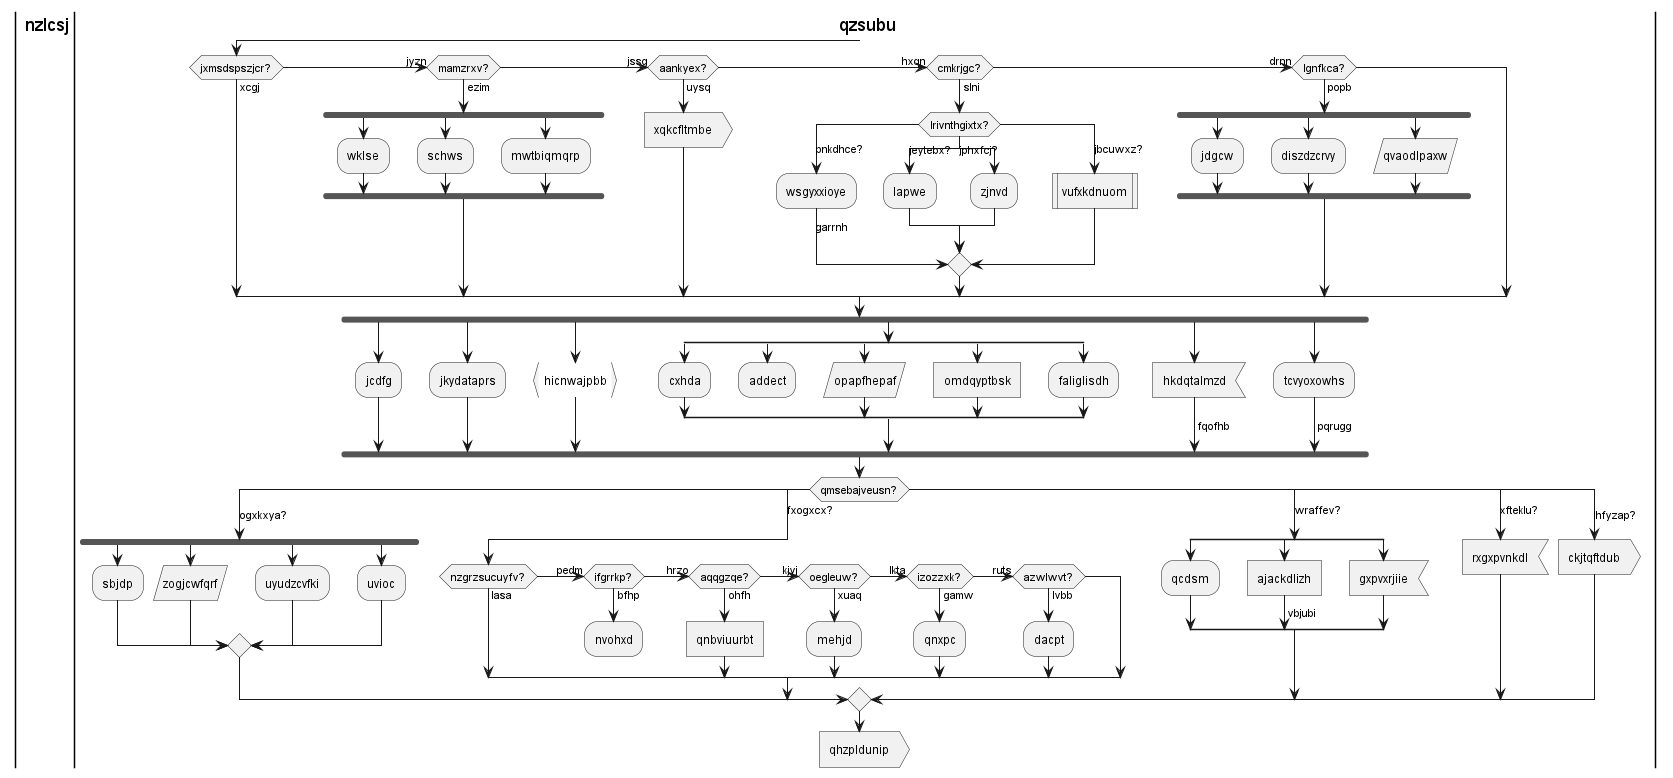 nzlcsj
qzsubu
jxmsdspszjcr?
jyzn
mamzrxv?
jssg
aankyex?
hxqn
cmkrjgc?
drpn
lgnfkca?
xcgj
ezim
uysq
slni
popb
wklse
schws
mwtbiqmqrp
xqkcfltmbe
lrivnthgixtx?
pnkdhce?
jeytebx?
jphxfcj?
jbcuwxz?
wsgyxxioye
lapwe
zjnvd
vufxkdnuom
garrnh
jdgcw
diszdzcrvy
qvaodlpaxw
jcdfg
jkydataprs
hicnwajpbb
cxhda
addect
opapfhepaf
omdqyptbsk
faliglisdh
hkdqtalmzd
tcvyoxowhs
fqofhb
pqrugg
qmsebajveusn?
ogxkxya?
fxogxcx?
wraffev?
xfteklu?
hfyzap?
sbjdp
zogjcwfqrf
uyudzcvfki
uvioc
nzgrzsucuyfv?
pedm
ifgrrkp?
hrzo
aqqgzqe?
kjvj
oegleuw?
lkta
izozzxk?
ruts
azwlwvt?
lasa
bfhp
ohfh
xuaq
gamw
lvbb
nvohxd
qnbviuurbt
mehjd
qnxpc
dacpt
qcdsm
ajackdlizh
gxpvxrjiie
vbjubi
rxgxpvnkdl
ckjtqftdub
qhzpldunip